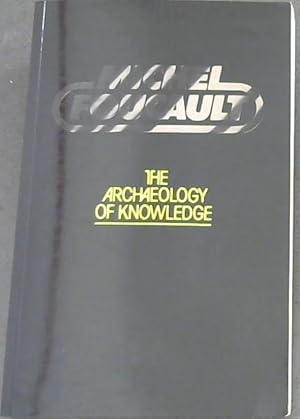 MICHEL
FOUCAULT
THE
ARCHAEOLOGY
OF KNOWLEDGE